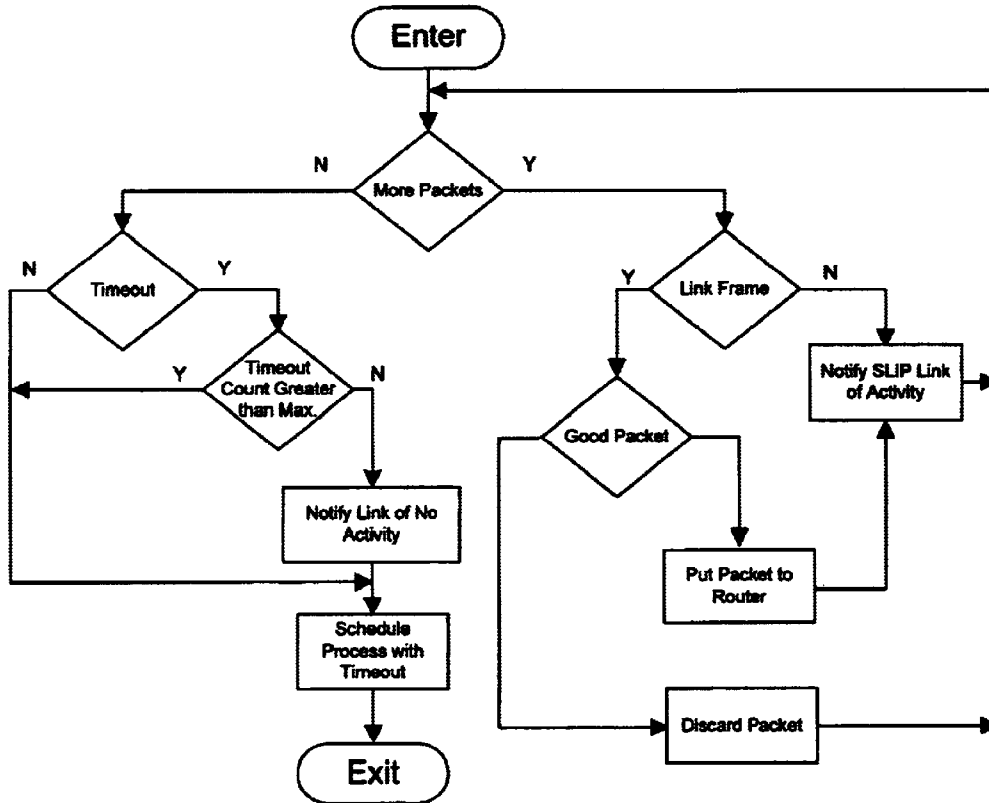 Enter
N
Y
More Packets
N
Y
Timeout
Y
N
Link Frame
Y
Timeout
Count Greater
than Max.
N
Notify SLIP Link
of Activity
Good Packet
Notify Link of No
Activity
Put Packet to
Router
Schedule
Process with
Timeout
Discard Packet
Exit